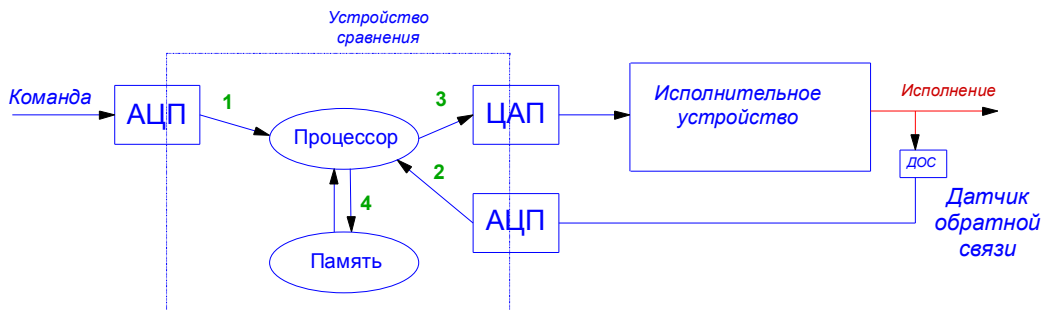 Устройство
сравнения
Команда
АЦП
1
Процессор
3
ЦАП
Исполнительное
устройство
Исполнение
2
4
Память
АЦП
ДОС
Датчик
обратной
связи